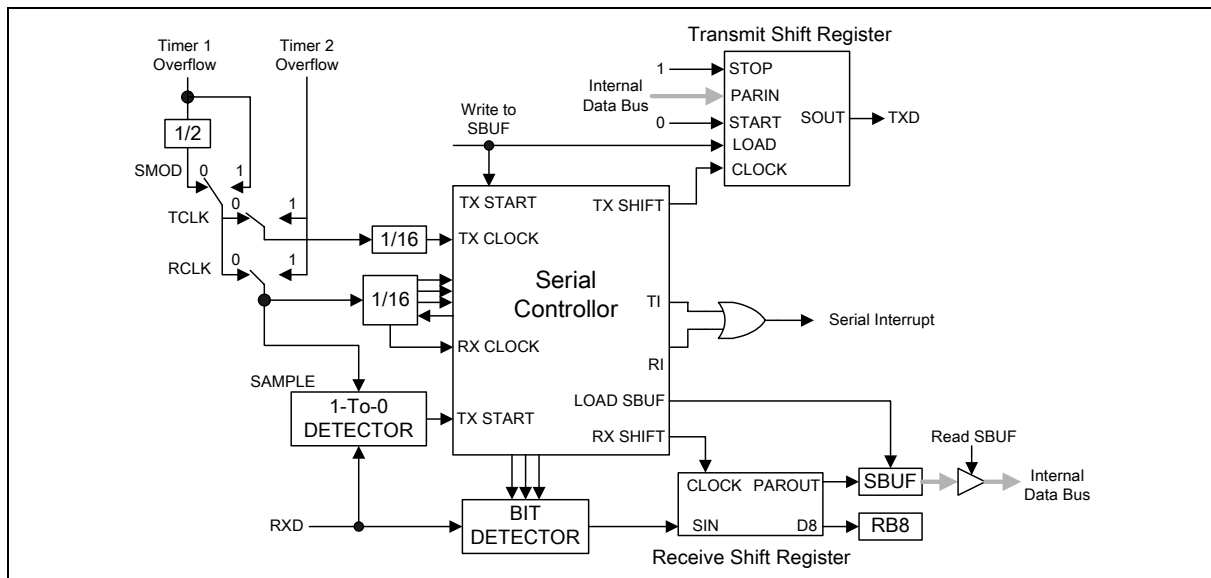 Timer 1
Overflow
Timer 2
Overflow
1/2
SMOD
0
1
TCLK
0
1
RCLK
0
1
1/16
1/16
SAMPLE
1-To-0
DETECTOR
RXD
BIT
DETECTOR
Write to
SBUF
TX START
TX CLOCK
RX CLOCK
TX START
Serial
Controllor
TX SHIFT
TI
RI
LOAD SBUF
RX SHIFT
Transmit Shift Register
1
Internal
Data Bus
0
STOP
PARIN
START
LOAD
CLOCK
SOUT
TXD
Serial Interrupt
CLOCK
PAROUT
SIN
D8
Receive Shift Register
SBUF
RB8
Read SBUF
Internal
Data Bus